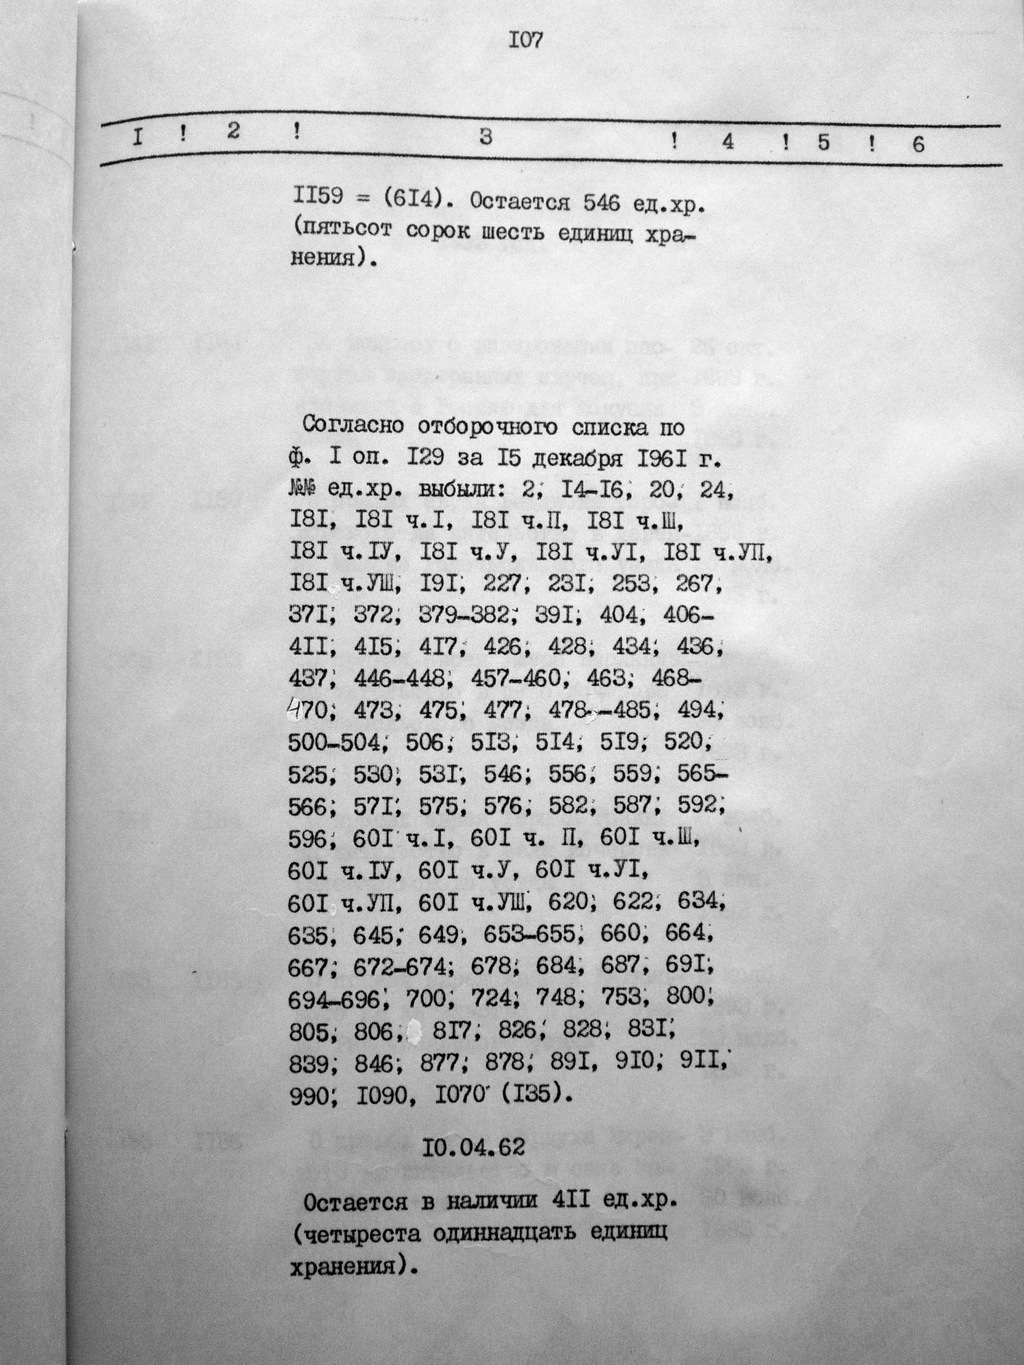 I07
I ! 2 ! 3 ! 4 ! 5 ! 6
II59 = (6I4). Остается 546 ед.хр.
(пятьсот сорок шесть единиц хра-
нения).
Согласно отборочного списка по
ф. I оп. I29 за I5 декабря I96I г.
№№ ед.хр. выбыли: 2, I4-I6, 20, 24,
I8I, I8I ч.I, I8I ч.П, I8I ч.Ш,
I8I ч.IУ, I8I ч.У, I8I ч.УI, I8I ч.УП,
I8I ч.УШ, I9I, 227, 23I, 253, 267,
37I, 372, 379-382, 39I, 404, 406-
4II, 4I5, 4I7, 426, 428, 434, 436,
437, 446-448, 457-460, 463, 468-
470, 473, 475, 477, 478-485, 494,
500-504, 506, 5I3, 5I4, 5I9, 520,
525, 530, 53I, 546, 556, 559, 565-
566, 57I, 575, 576, 582, 587, 592,
596, 60I ч.I, 60I ч. П, 60I ч.Ш,
60I ч.IУ, 60I ч.У, 60I ч.УI,
60I ч.УП, 60I ч.УШ, 620, 622, 634,
635, 645, 649, 653-655, 660, 664,
667, 672-674, 678, 684, 687, 69I,
694-696, 700, 724, 748, 753, 800,
805, 806, 8I7, 826, 828, 83I,
839, 846, 877, 878, 89I, 9I0, 9II,
990, I090, I070 (I35).
I0.04.62
Остается в наличии 4II ед.хр.
(четыреста одиннадцать единиц
хранения).